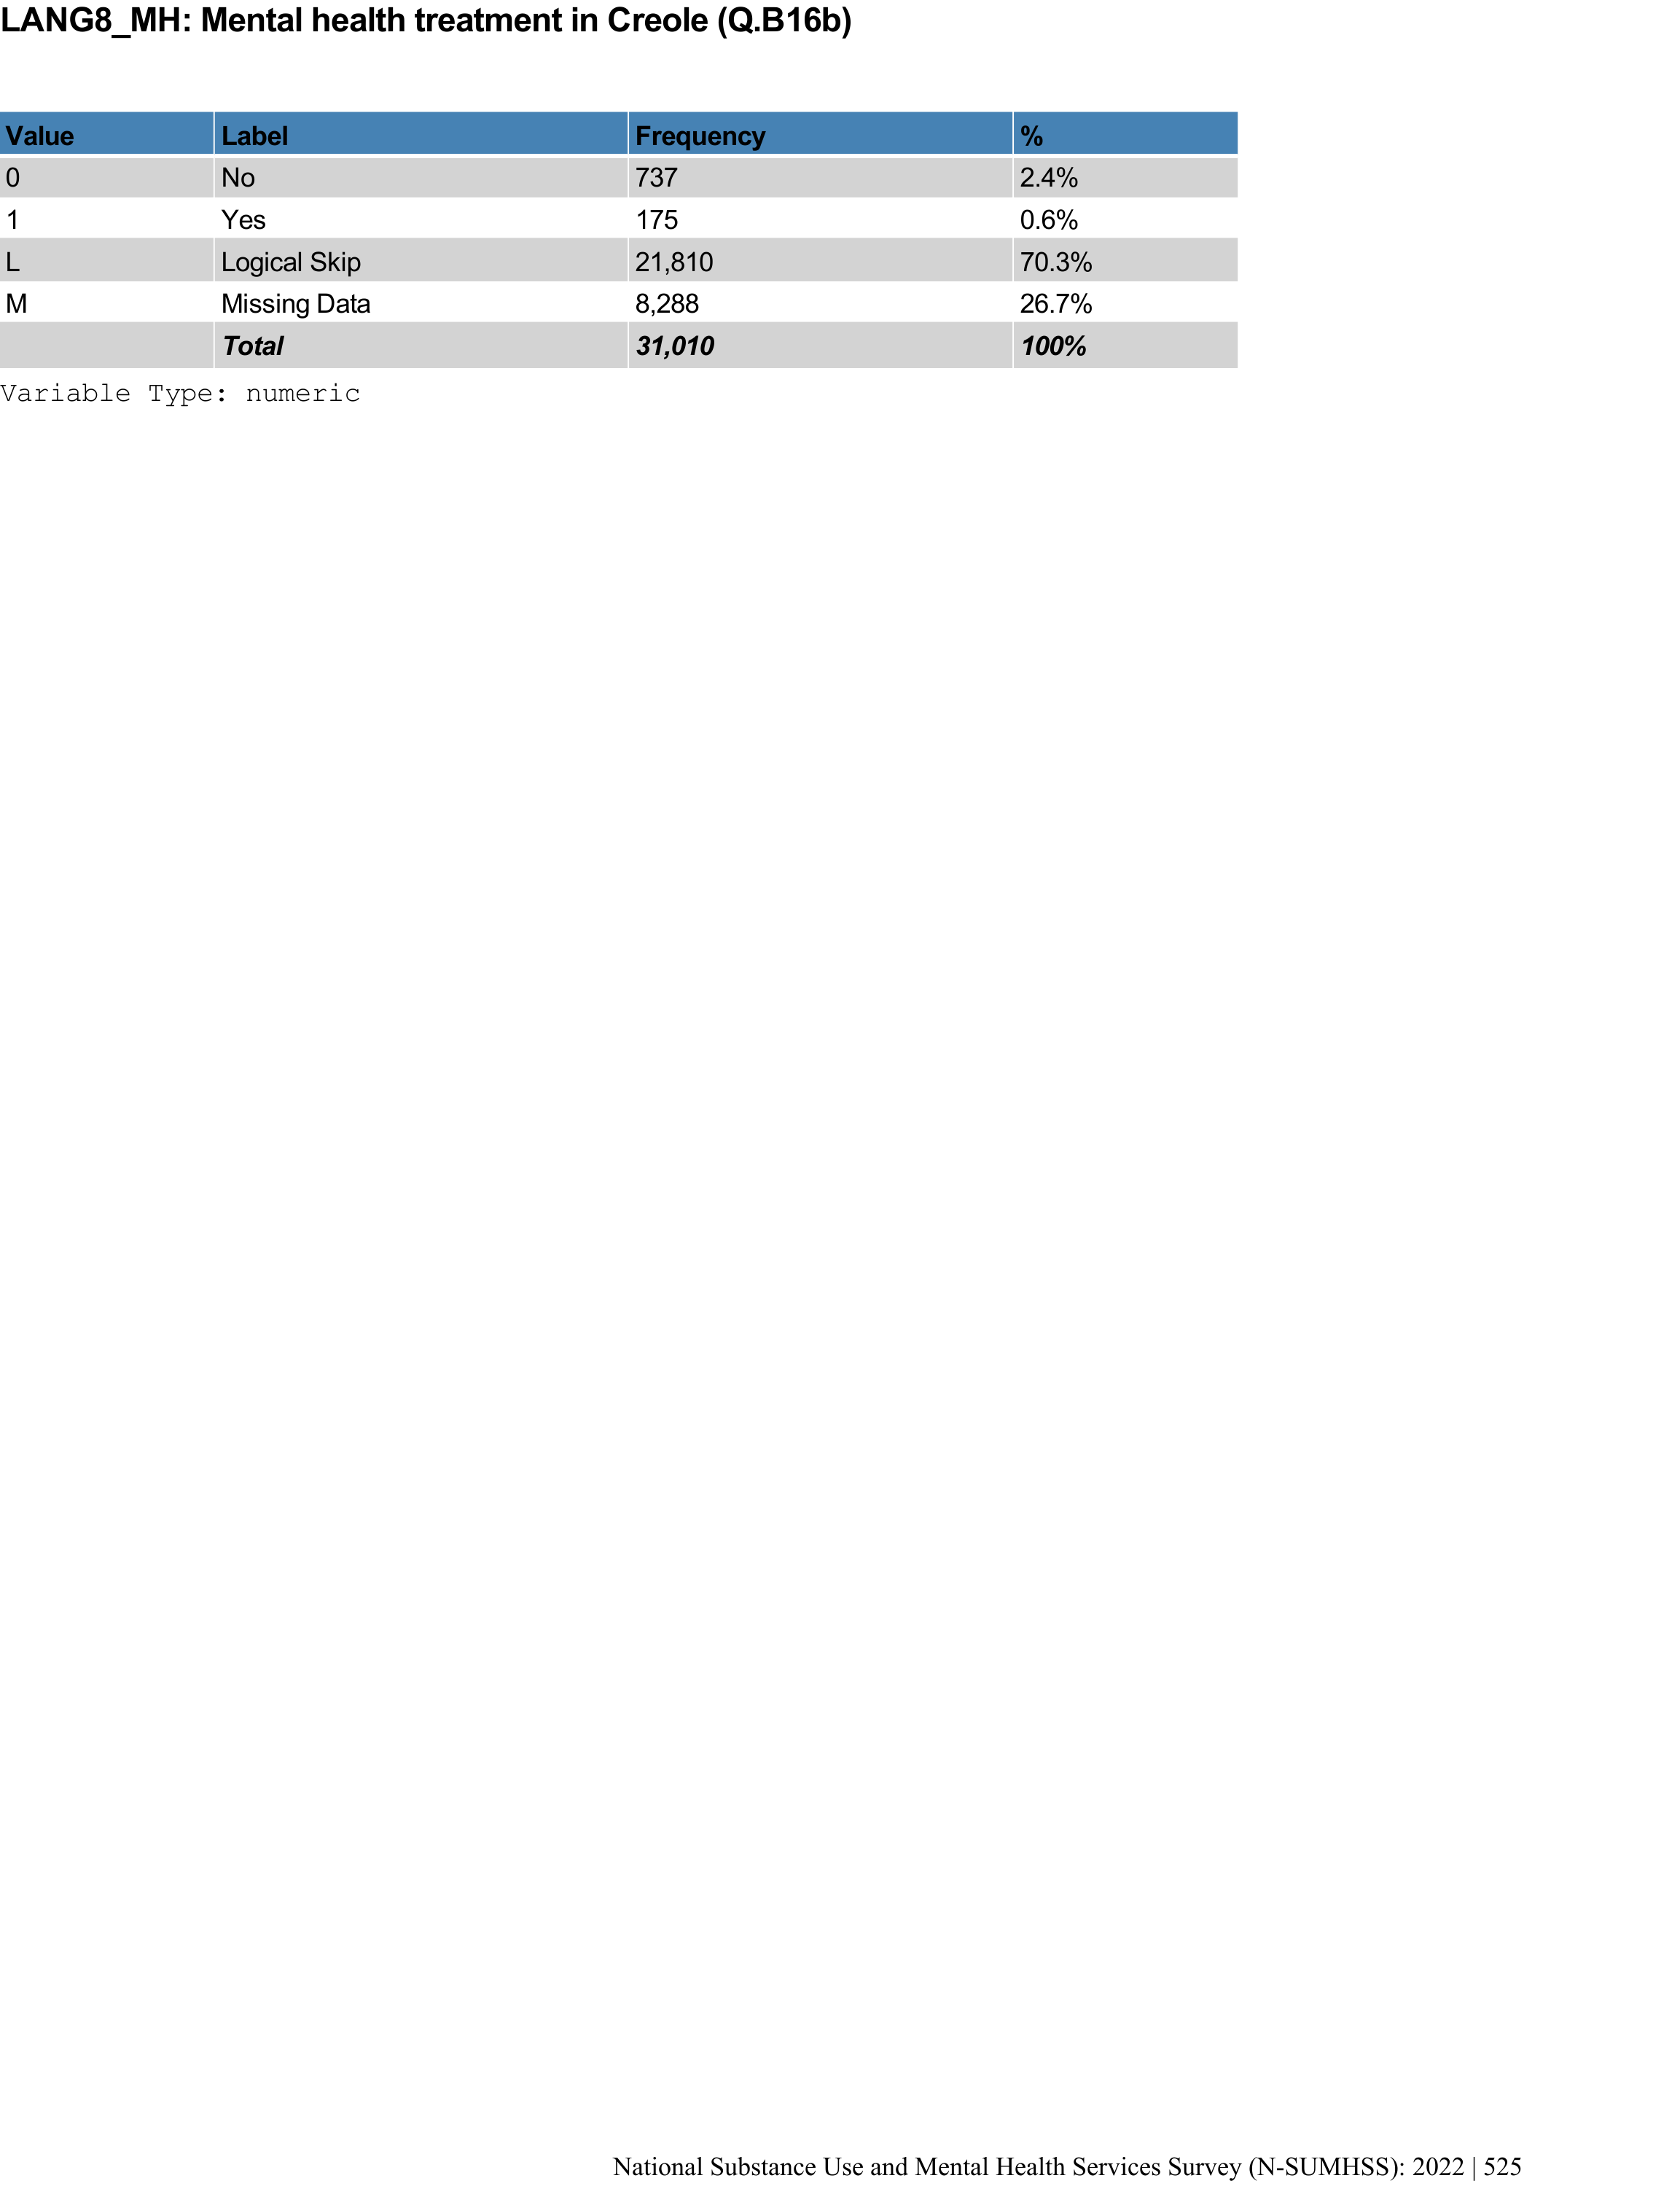 LANG8_MH: Mental health treatment in Creole (Q.B16b)
Value Label Frequency %
0 No 737 2.4%
1 Yes 175 0.6%
L Logical Skip 21,810 70.3%
M Missing Data 8,288 26.7%
Total 31,010 100%
Variable Type: numeric
National Substance Use and Mental Health Services Survey (N-SUMHSS): 2022 | 525